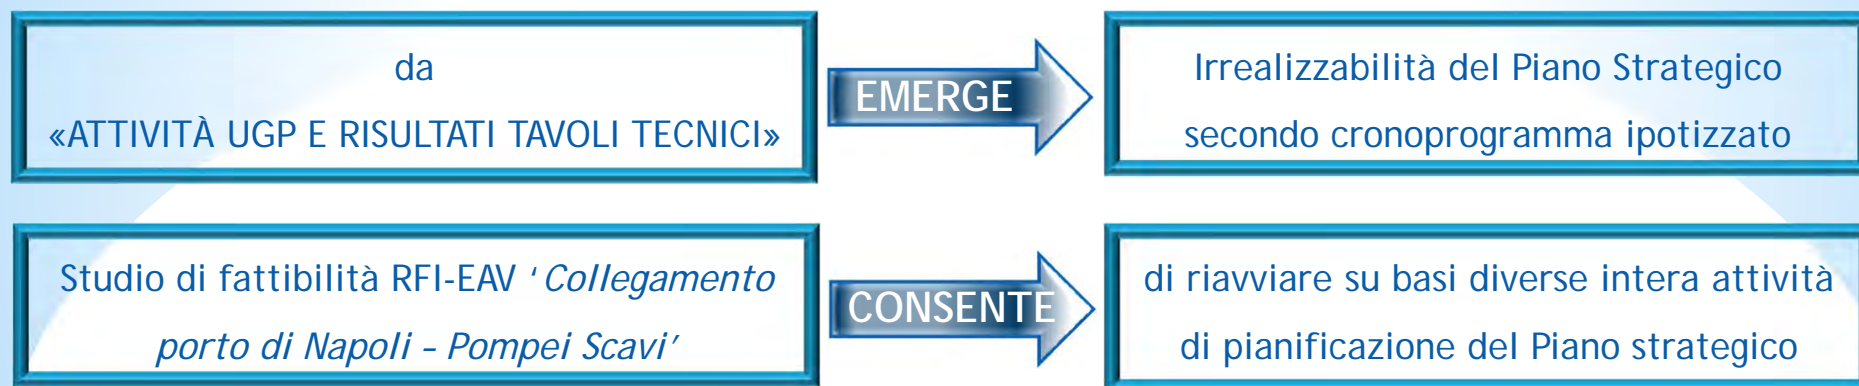 da
«ATTIVITÀ UGP E RISULTATI TAVOLI TECNICI»
EMERGE
Irrealizzabilità del Piano Strategico
secondo cronoprogramma ipotizzato
Studio di fattibilità RFI-EAV ‘Collegamento
porto di Napoli – Pompei Scavi’
CONSENTE
di riavviare su basi diverse intera attività
di pianificazione del Piano strategico